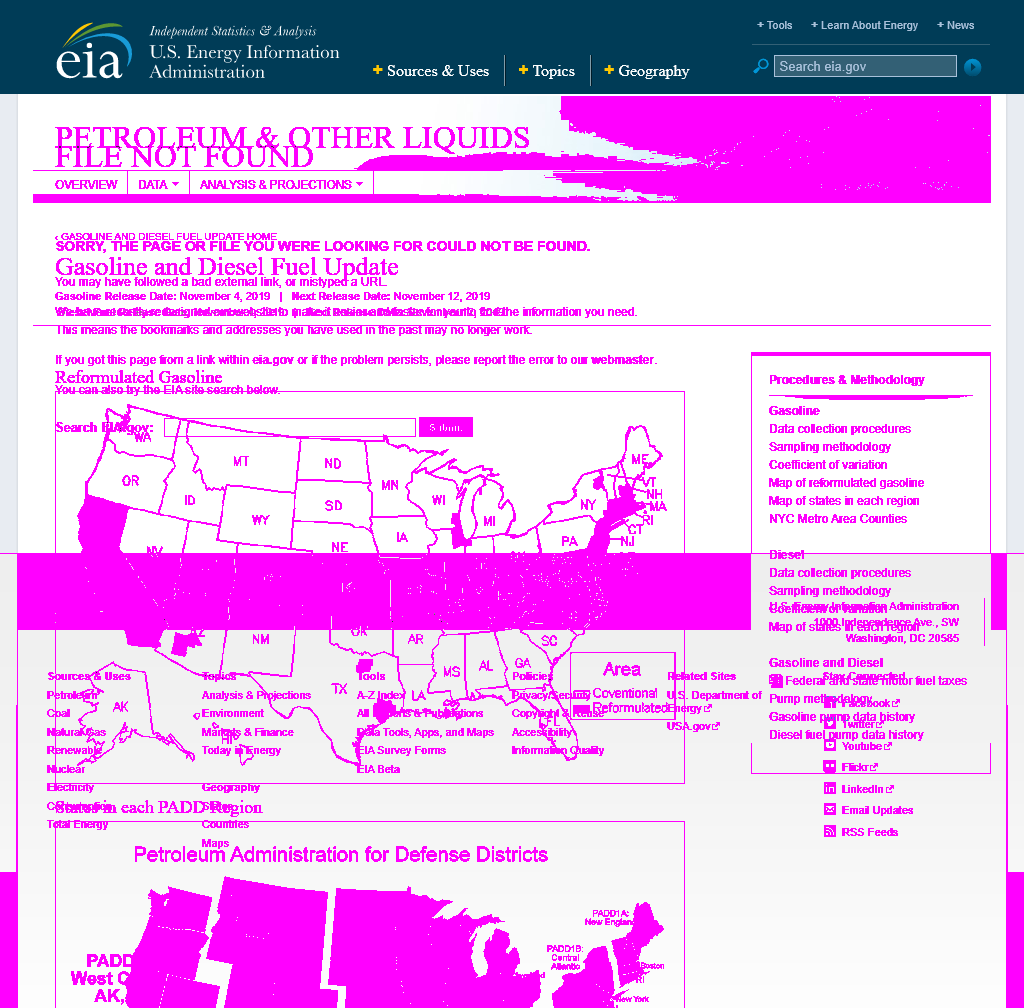 Independent Statistics & Analysis
U.S. Energy Information
Administration
eia
Sources & Uses
Topics
Geography
Tools
Learn About Energy
News
Search eia.gov
PETROLEUM & OTHER LIQUIDS
FILE NOT FOUND
OVERVIEW
DATA
ANALYSIS & PROJECTIONS
‹ GASOLINE AND DIESEL FUEL UPDATE HOME
SORRY, THE PAGE OR FILE YOU WERE LOOKING FOR COULD NOT BE FOUND.
Gasoline and Diesel Fuel Update
You may have followed a bad external link, or mistyped a URL.
Gasoline Release Date: November 4, 2019 | Next Release Date: November 12, 2019
This means the bookmarks and addresses you have used in the past may no longer work.
If you got this page from a link within eia.gov or if the problem persists, please report the error to our webmaster.
Reformulated Gasoline
You can also try the EIA site search below.
Search EIA.gov:
Submit
WA
MT
ND
MN
OR
ID
SD
WI
WY
MI
NE
IA
NV
NY
PA
ME
VT
NH
MA
RI
CT
NJ
NM
OK
AR
TX
LA
MS
AL
GA
SC
FL
AK
HI
Area
Coventional
Reformulated
Procedures & Methodology
Gasoline
Data collection procedures
Sampling methodology
Coefficient of variation
Map of reformulated gasoline
Map of states in each region
NYC Metro Area Counties
Diesel
Data collection procedures
Sampling methodology
Coefficient of variation
Map of states in each region
Gasoline and Diesel
Federal and state motor fuel taxes
Pump methodology
Gasoline pump data history
Diesel fuel pump data history
U.S. Energy Information Administration
1000 Independence Ave., SW
Washington, DC 20585
Sources & Uses
Petroleum
Coal
Natural Gas
Renewable
Nuclear
Electricity
Total Energy
Topics
Analysis & Projections
Environment
Markets & Finance
Today in Energy
Geography
States
Countries
Maps
Tools
A-Z Index
All Reports & Publications
Data Tools, Apps, and Maps
EIA Survey Forms
EIA Beta
Policies
Privacy/Security
Copyright & Reuse
Accessibility
Information Quality
Related Sites
U.S. Department of
Energy
USA.gov
Stay Connected
Facebook
Twitter
Youtube
Flickr
LinkedIn
Email Updates
RSS Feeds
States in each PADD Region
Petroleum Administration for Defense Districts
PADD1A:
New England
PADD1B:
Central
Atlantic
Boston
RI
New York
PADD
West C
AK,